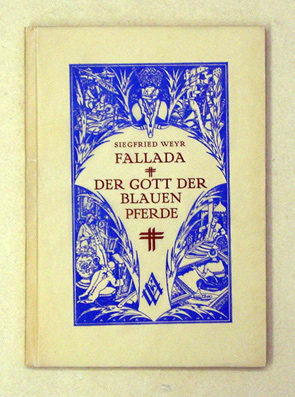 SIEGFRIED WEYR
FALLADA
DER GOTT DER
BLAUEN
PFERDE